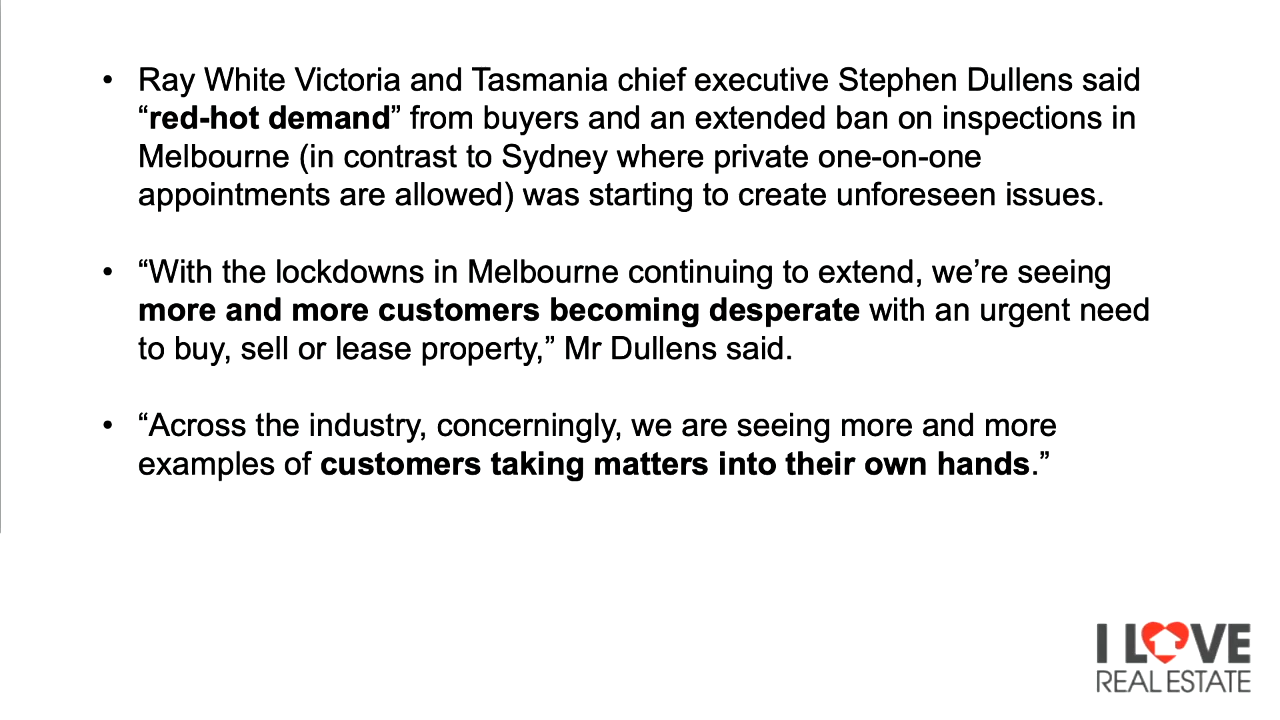 • Ray White Victoria and Tasmania chief executive Stephen Dullens said
“red-hot demand” from buyers and an extended ban on inspections in
Melbourne (in contrast to Sydney where private one-on-one
appointments are allowed) was starting to create unforeseen issues.
• “With the lockdowns in Melbourne continuing to extend, we’re seeing
more and more customers becoming desperate with an urgent need
to buy, sell or lease property,” Mr Dullens said.
• “Across the industry, concerningly, we are seeing more and more
examples of customers taking matters into their own hands.”
I LOVE
REAL ESTATE